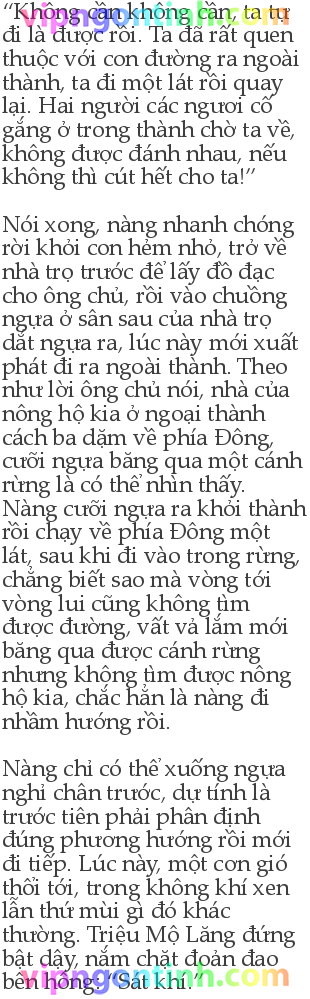 vipngontinh.com
“Không cần không cần, ta tự
đi là được rồi. Ta đã rất quen
thuộc với con đường ra ngoài
thành, ta đi một lát rồi quay
lại. Hai người các ngươi cố
gắng ở trong thành chờ ta về,
không được đánh nhau, nếu
không thì cút hết cho ta!”
Nói xong, nàng nhanh chóng
rời khỏi con hẻm nhỏ, trở về
nhà trọ trước để lấy đồ đạc
cho ông chủ, rồi vào chuồng
ngựa ở sân sau của nhà trọ
dắt ngựa ra, lúc này mới xuất
phát đi ra ngoài thành. Theo
như lời ông chủ nói, nhà của
nông hộ kia ở ngoại thành
cách ba dặm về phía Đông,
cưỡi ngựa băng qua một cánh
rừng là có thể nhìn thấy.
Nàng cưỡi ngựa ra khỏi thành
rồi chạy về phía Đông một
lát, sau khi đi vào trong rừng,
chẳng biết sao mà vòng tới
vòng lui cũng không tìm
được đường, vất vả lắm mới
băng qua được cánh rừng
nhưng không tìm được nông
hộ kia, chắc hẳn là nàng đi
nhầm hướng rồi.
Nàng chỉ có thể xuống ngựa
nghỉ chân trước, dự tính là
trước tiên phải phân định
đúng phương hướng rồi mới
đi tiếp. Lúc này, một cơn gió
thổi tới, trong không khí xen
lẫn thứ mùi gì đó khác
thường. Triệu Mộ Lăng đứng
bật dậy, nắm chặt đoản đao
bên hông: “Sát khí.”
vipngontinh.com